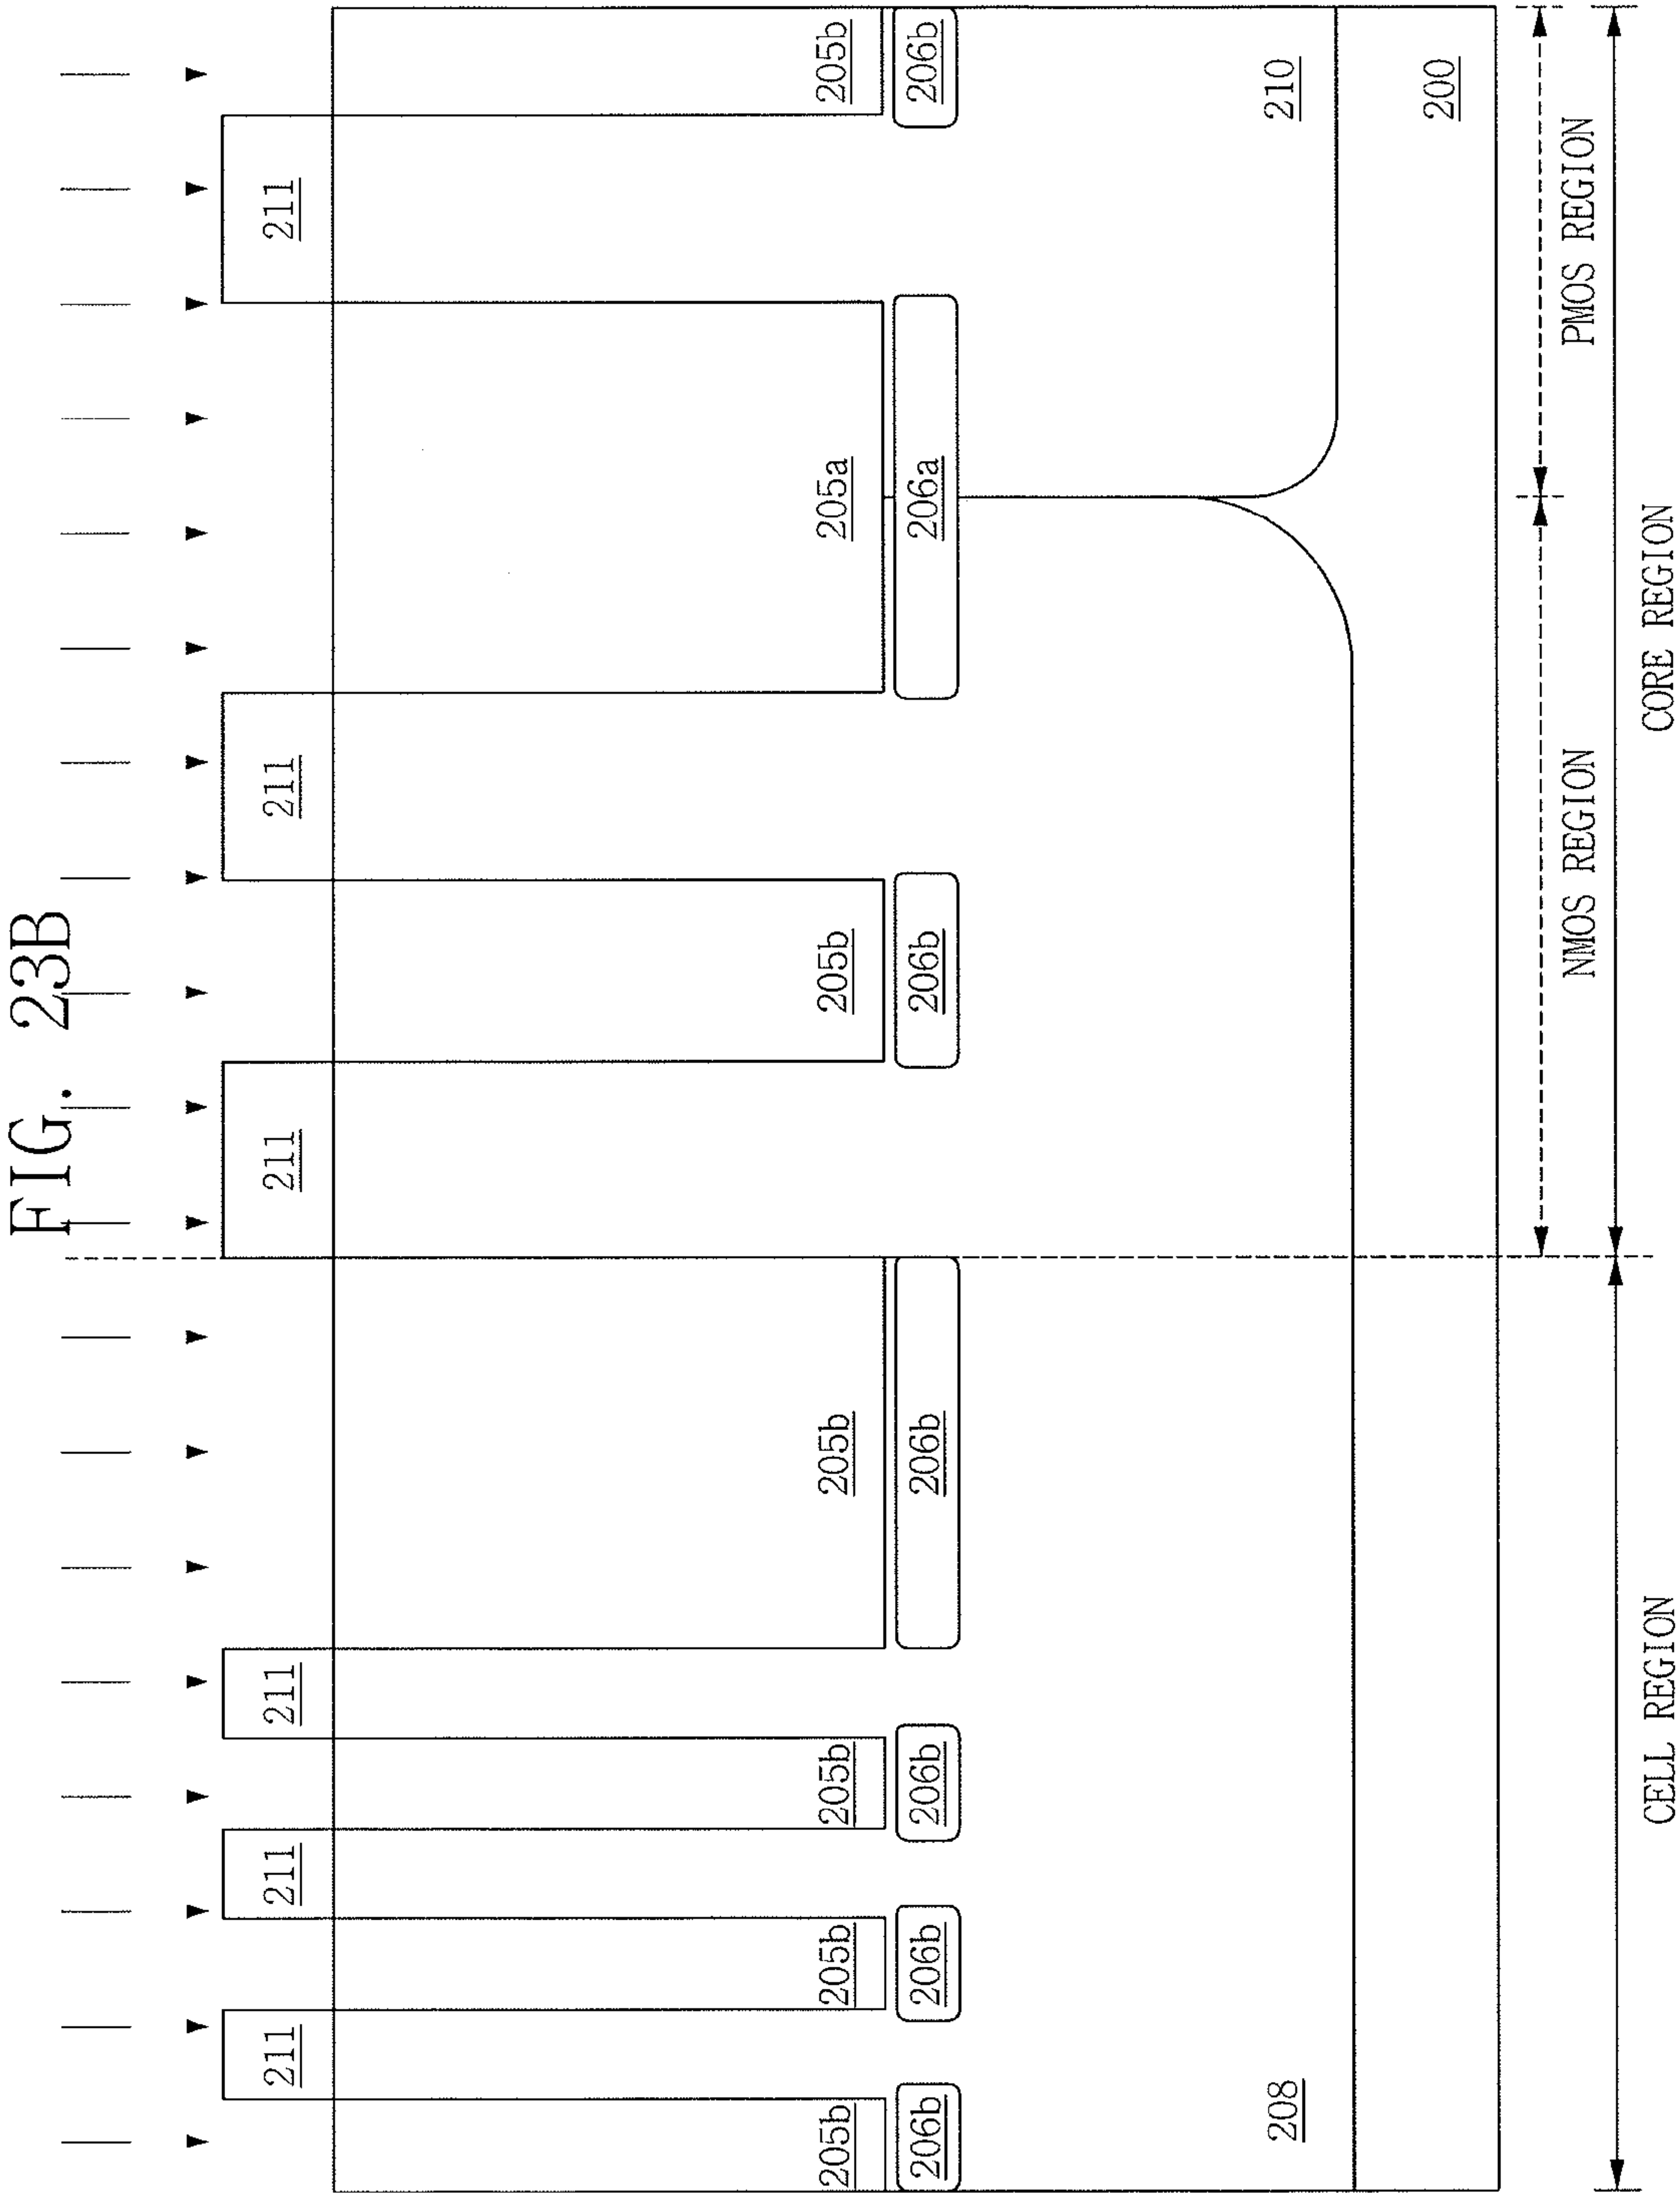 FIG. 23B
211 211 211 211 211 211
205b 205b 205b 205b 205b 205a 205b
206b 206b 206b 206b 206b 206a 206b
208 210
200
NMOS REGION PMOS REGION
CELL REGION CORE REGION